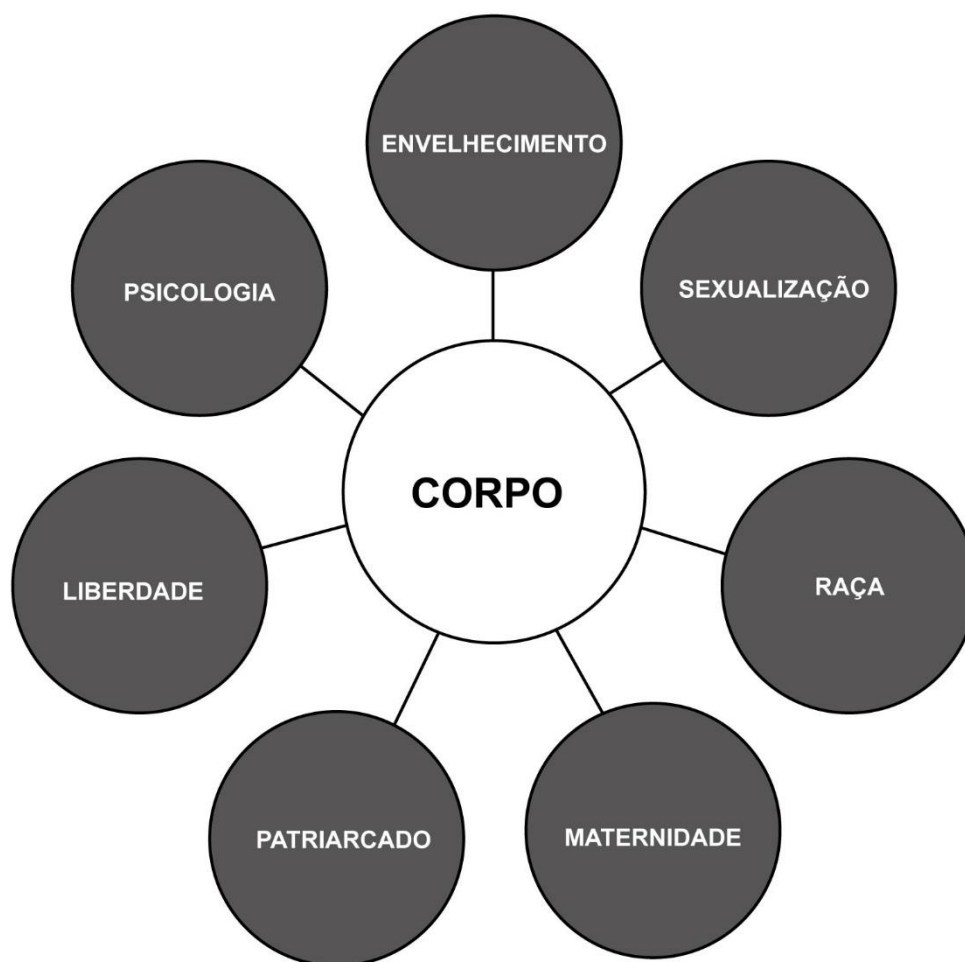 ENVELHECIMENTO
PSICOLOGIA
SEXUALIZAÇÃO
CORPO
LIBERDADE
RAÇA
PATRIARCADO
MATERNIDADE